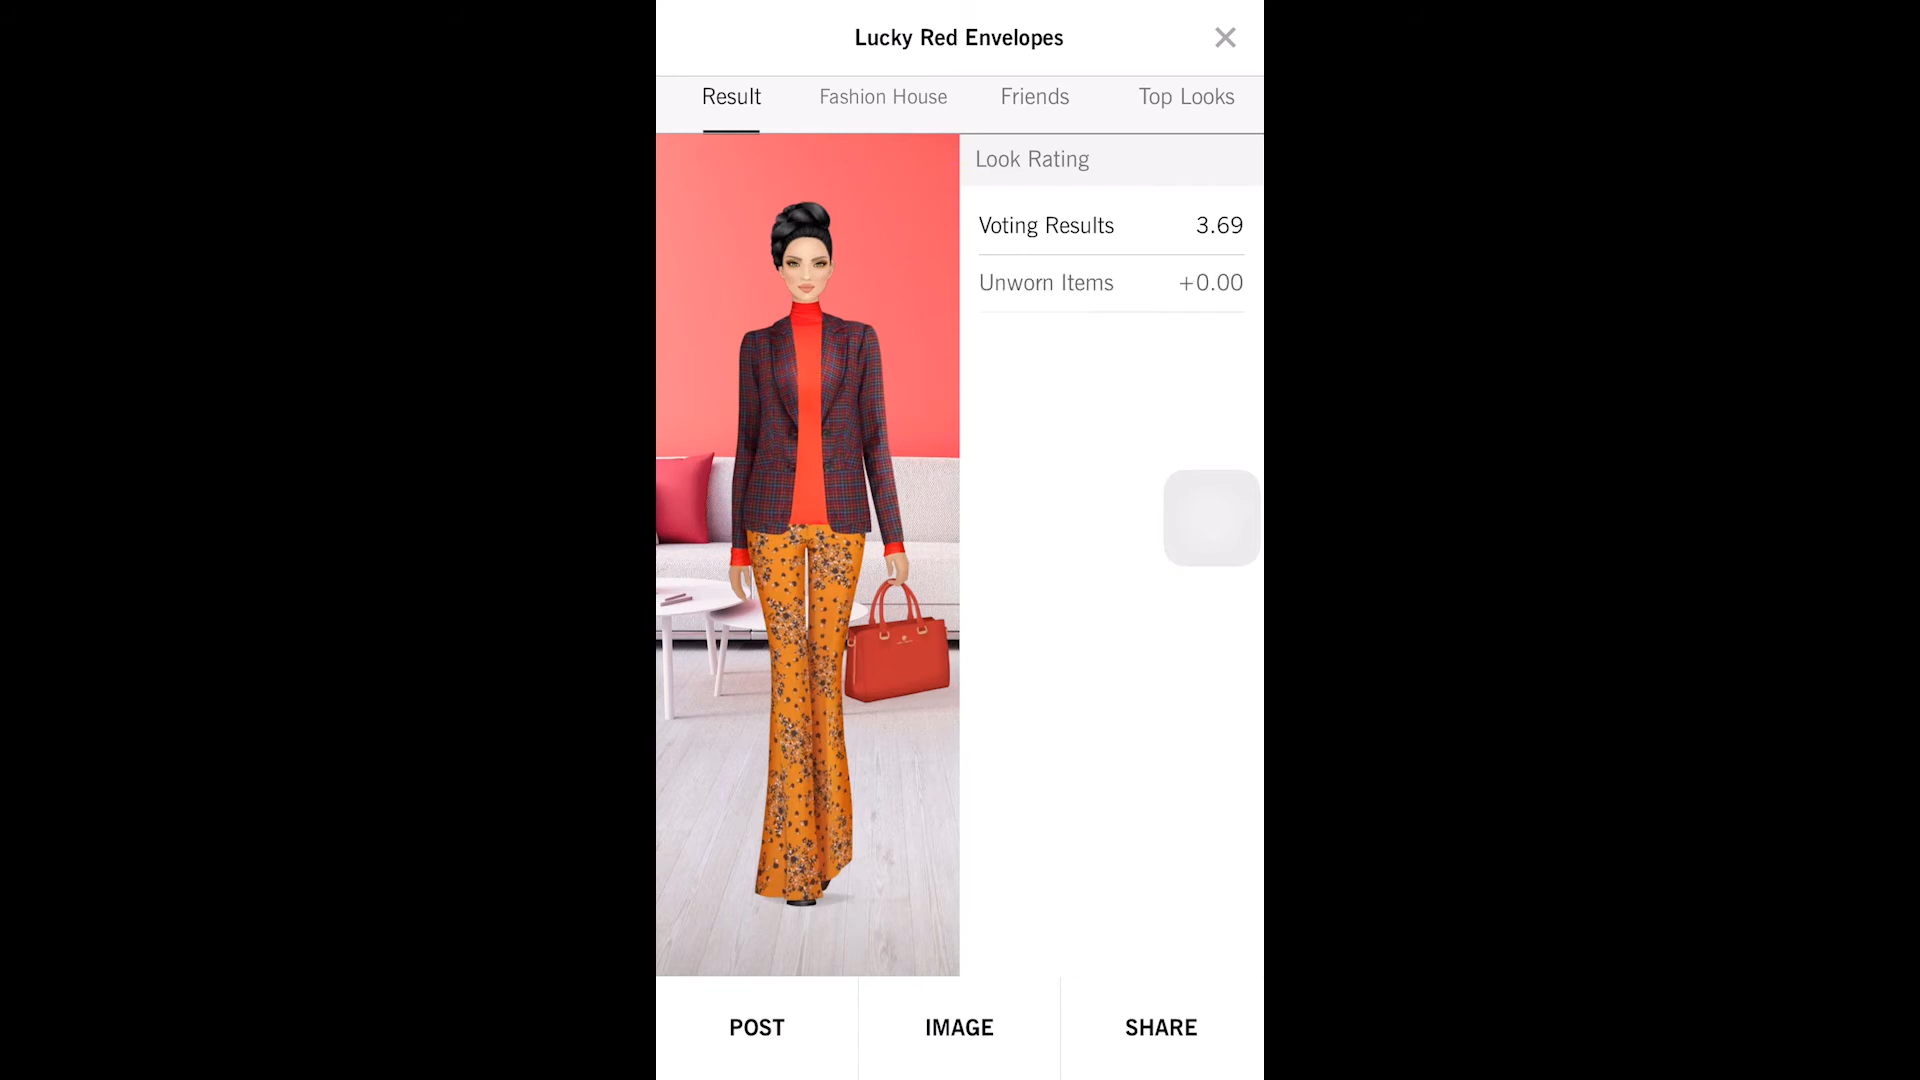 Lucky Red Envelopes
Result
Fashion House
Friends
Top Looks
Look Rating
Voting Results 3.69
Unworn Items +0.00
POST
IMAGE
SHARE